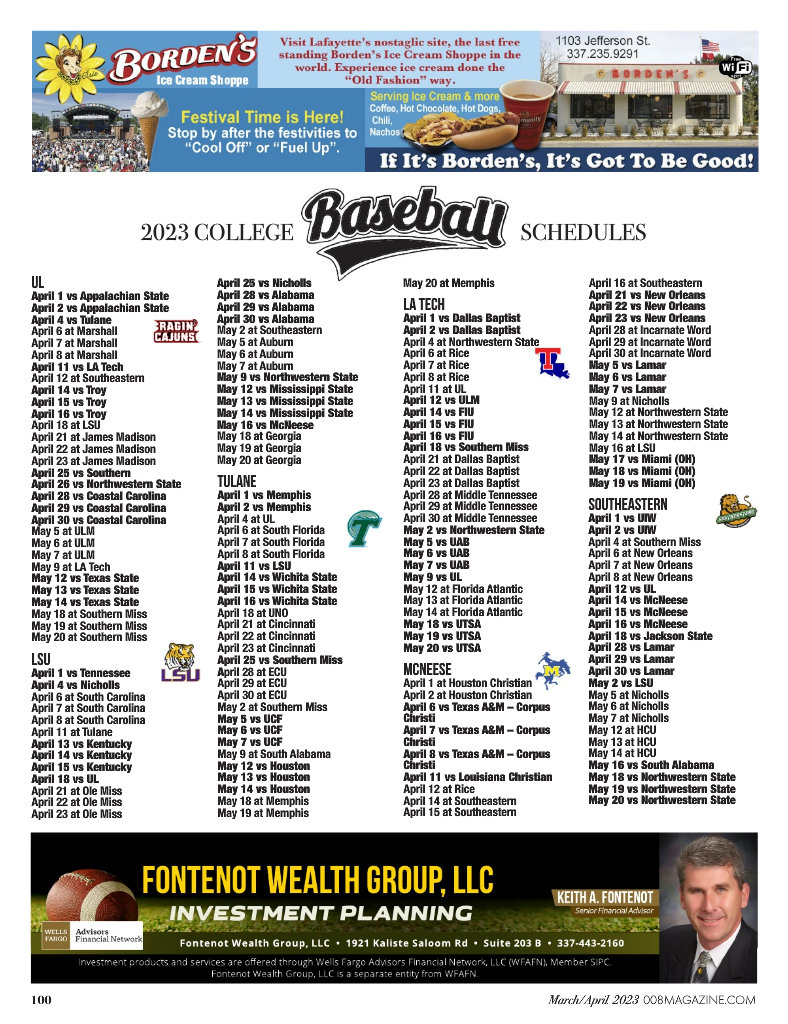 BORDEN'S
Ice Cream Shoppe
Visit Lafayette's nostaglic site, the last free
standing Borden's Ice Cream Shoppe in the
world. Experience ice cream done the
“Old Fashion” way.
1103 Jefferson St.
337.235.9291
Free
Wi Fi
spot
BORDEN'S
Festival Time is Here!
Stop by after the festivities to
“Cool Off” or “Fuel Up”.
Serving Ice Cream & more
Coffee, Hot Chocolate, Hot Dogs,
Chili,
Nachos
If It's Borden's, It's Got To Be Good!
2023 COLLEGE Baseball SCHEDULES
UL
April 1 vs Appalachian State
April 2 vs Appalachian State
April 4 vs Tulane
April 6 at Marshall
April 7 at Marshall
April 8 at Marshall
April 11 vs LA Tech
April 12 at Southeastern
April 14 vs Troy
April 15 vs Troy
April 16 vs Troy
April 18 at LSU
April 21 at James Madison
April 22 at James Madison
April 23 at James Madison
April 25 vs Southern
April 26 vs Northwestern State
April 28 vs Coastal Carolina
April 29 vs Coastal Carolina
April 30 vs Coastal Carolina
May 5 at ULM
May 6 at ULM
May 7 at ULM
May 9 at LA Tech
May 12 vs Texas State
May 13 vs Texas State
May 14 vs Texas State
May 18 at Southern Miss
May 19 at Southern Miss
May 20 at Southern Miss
RAGIN'
CAJUNS
LSU
April 1 vs Tennessee
April 4 vs Nicholls
April 6 at South Carolina
April 7 at South Carolina
April 8 at South Carolina
April 11 at Tulane
April 13 vs Kentucky
April 14 vs Kentucky
April 15 vs Kentucky
April 18 vs UL
April 21 at Ole Miss
April 22 at Ole Miss
April 23 at Ole Miss
LSU
April 25 vs Nicholls
April 28 vs Alabama
April 29 vs Alabama
April 30 vs Alabama
May 2 at Southeastern
May 5 at Auburn
May 6 at Auburn
May 7 at Auburn
May 9 vs Northwestern State
May 12 vs Mississippi State
May 13 vs Mississippi State
May 14 vs Mississippi State
May 16 vs McNeese
May 18 at Georgia
May 19 at Georgia
May 20 at Georgia
TULANE
April 1 vs Memphis
April 2 vs Memphis
April 4 at UL
April 6 at South Florida
April 7 at South Florida
April 8 at South Florida
April 11 vs LSU
April 14 vs Wichita State
April 15 vs Wichita State
April 16 vs Wichita State
April 18 at UNO
April 21 at Cincinnati
April 22 at Cincinnati
April 23 at Cincinnati
April 25 vs Southern Miss
April 28 at ECU
April 29 at ECU
April 30 at ECU
May 2 at Southern Miss
May 5 vs UCF
May 6 vs UCF
May 7 vs UCF
May 9 at South Alabama
May 12 vs Houston
May 13 vs Houston
May 14 vs Houston
May 18 at Memphis
May 19 at Memphis
T
May 20 at Memphis
LA TECH
April 1 vs Dallas Baptist
April 2 vs Dallas Baptist
April 4 at Northwestern State
April 6 at Rice
April 7 at Rice
April 8 at Rice
April 11 at UL
April 12 vs ULM
April 14 vs FIU
April 15 vs FIU
April 16 vs FIU
April 18 vs Southern Miss
April 21 at Dallas Baptist
April 22 at Dallas Baptist
April 23 at Dallas Baptist
April 28 at Middle Tennessee
April 29 at Middle Tennessee
April 30 at Middle Tennessee
May 2 vs Northwestern State
May 5 vs UAB
May 6 vs UAB
May 7 vs UAB
May 9 vs UL
May 12 at Florida Atlantic
May 13 at Florida Atlantic
May 14 at Florida Atlantic
May 18 vs UTSA
May 19 vs UTSA
May 20 vs UTSA
T
MCNEESE
April 1 at Houston Christian
April 2 at Houston Christian
April 6 vs Texas A&M – Corpus
Christi
April 7 vs Texas A&M – Corpus
Christi
April 8 vs Texas A&M – Corpus
Christi
April 11 vs Louisiana Christian
April 12 at Rice
April 14 at Southeastern
April 15 at Southeastern
M
April 16 at Southeastern
April 21 vs New Orleans
April 22 vs New Orleans
April 23 vs New Orleans
April 28 at Incarnate Word
April 29 at Incarnate Word
April 30 at Incarnate Word
May 5 vs Lamar
May 6 vs Lamar
May 7 vs Lamar
May 9 at Nicholls
May 12 at Northwestern State
May 13 at Northwestern State
May 14 at Northwestern State
May 16 at LSU
May 17 vs Miami (OH)
May 18 vs Miami (OH)
May 19 vs Miami (OH)
SOUTHEASTERN
April 1 vs UIW
April 2 vs UIW
April 4 at Southern Miss
April 6 at New Orleans
April 7 at New Orleans
April 8 at New Orleans
April 12 vs UL
April 14 vs McNeese
April 15 vs McNeese
April 16 vs McNeese
April 18 vs Jackson State
April 28 vs Lamar
April 29 vs Lamar
April 30 vs Lamar
May 2 vs LSU
May 5 at Nicholls
May 6 at Nicholls
May 7 at Nicholls
May 12 at HCU
May 13 at HCU
May 14 at HCU
May 16 vs South Alabama
May 18 vs Northwestern State
May 19 vs Northwestern State
May 20 vs Northwestern State
FONTENOT WEALTH GROUP, LLC
INVESTMENT PLANNING
KEITH A. FONTENOT
Senior Financial Advisor
WELLS
FARGO
Advisors
Financial Network
Fontenot Wealth Group, LLC • 1921 Kaliste Saloom Rd • Suite 203 B • 337-443-2160
Investment products and services are offered through Wells Fargo Advisors Financial Network, LLC (WFAFN), Member SIPC.
Fontenot Wealth Group, LLC is a separate entity from WFAFN.
100
March/April 2023 008MAGAZINE.COM